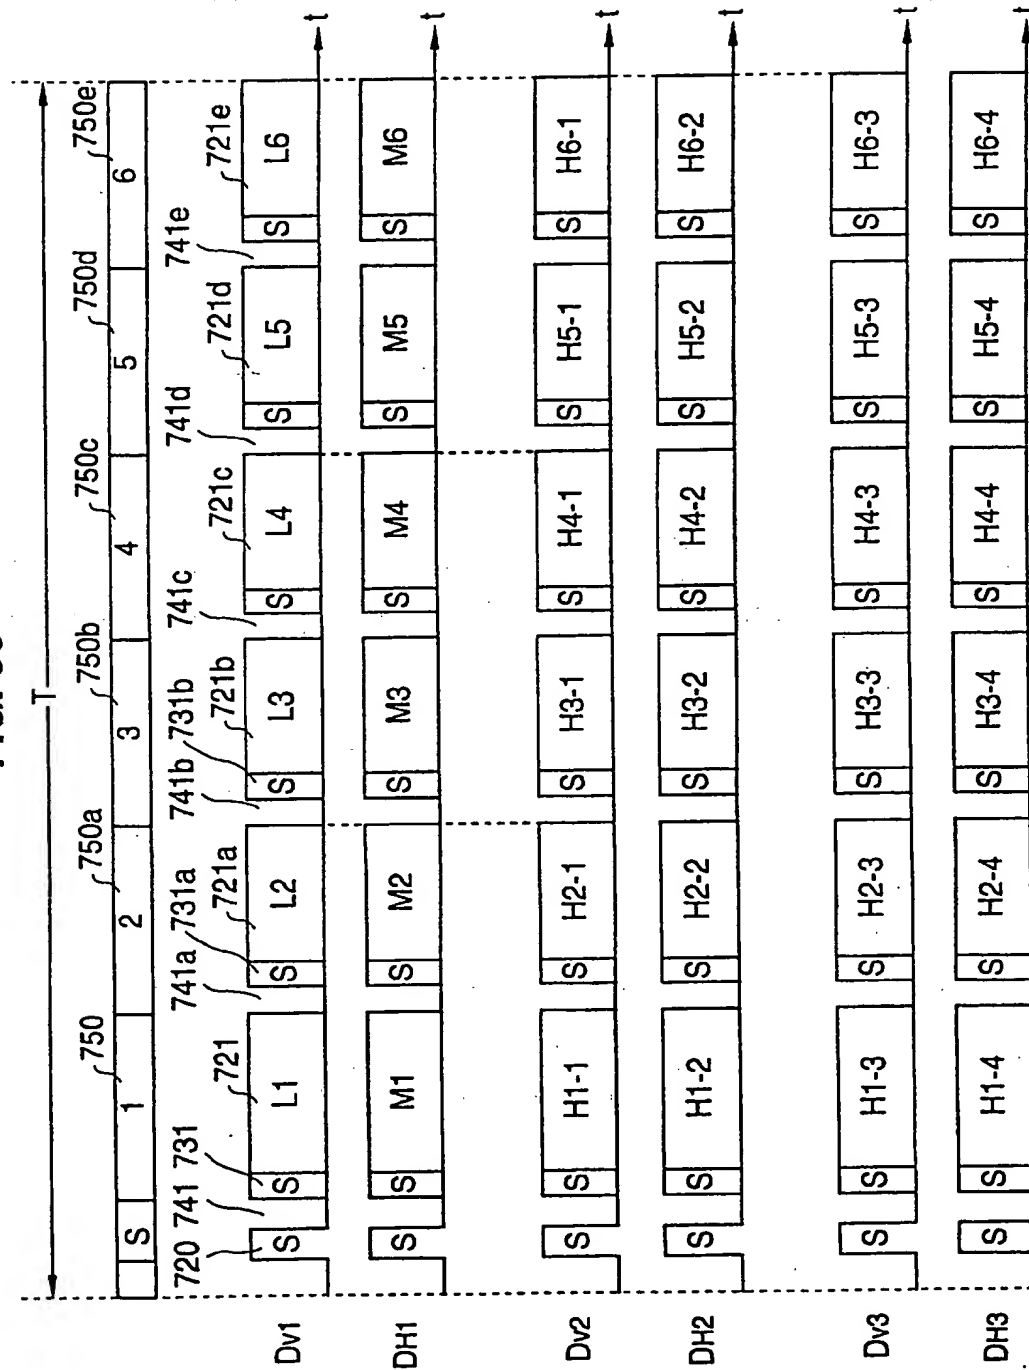 T
750 750a 750b 750c 750d 750e
S 1 2 3 4 5 6
720 741 731 721 741a 731a 721a 741b 731b 721b 741c 721c 741d 721d 741e 721e
Dv1 S S L1 S L2 S L3 S L4 S L5 S L6 t
DH1 S S M1 S M2 S M3 S M4 S M5 S M6 t
Dv2 S S H1-1 S H2-1 S H3-1 S H4-1 S H5-1 S H6-1 t
DH2 S S H1-2 S H2-2 S H3-2 S H4-2 S H5-2 S H6-2 t
Dv3 S S H1-3 S H2-3 S H3-3 S H4-3 S H5-3 S H6-3 t
DH3 S S H1-4 S H2-4 S H3-4 S H4-4 S H5-4 S H6-4 t